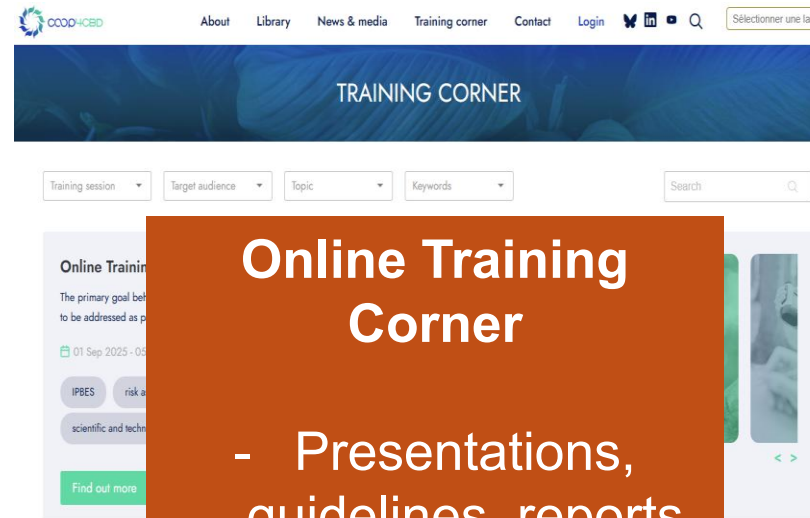 COOP4CBD
About Library News & media Training corner Contact Login Sélectionner une la
TRAINING CORNER
Training session Target audience Topic Keywords Search
Online Trainin
The primary goal beh
to be addressed as p
01 Sep 2025 - 05
IPBES risk a
scientific and techn
Find out more
< >
Online Training
Corner
- Presentations,
guidelines, reports